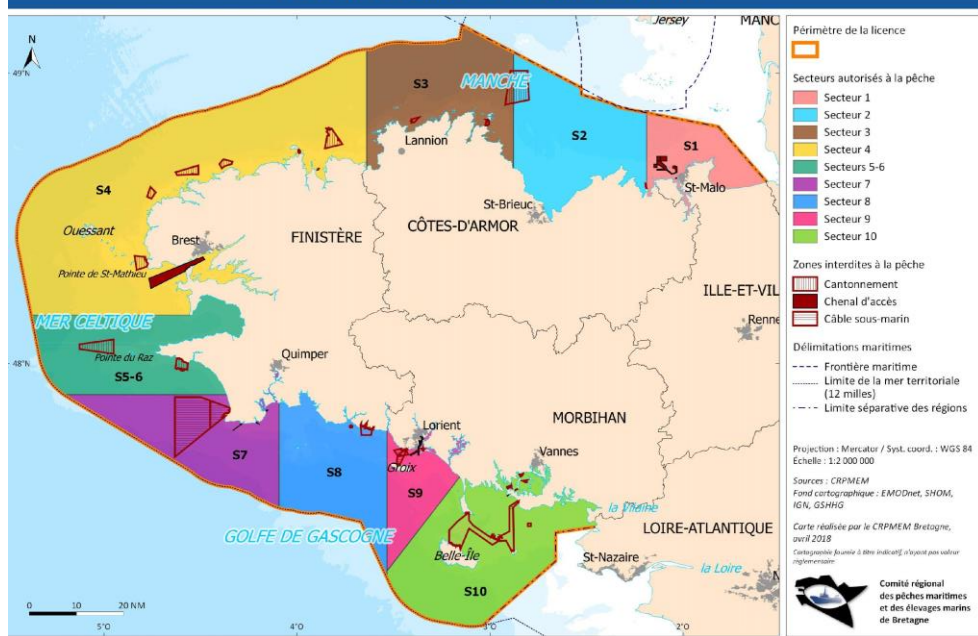 Jersey
MANC
N
49°N
MANCHE
S3
Lannion
S2
S1
St-Malo
S4
St-Brieuc
CÔTES-D'ARMOR
FINISTÈRE
Ouessant
Brest
Pointe de St-Mathieu
ILLE-ET-VIL
Renne
MER CELTIQUE
48°N
Pointe du Raz
S5-6
Quimper
MORBIHAN
Lorient
Vannes
S7
S8
Groix
S9
la Vilaine
GOLFE DE GASCOGNE
Belle-Île
LOIRE-ATLANTIQUE
St-Nazaire
la Loire
S10
0 10 20 NM
5°O
4°O
2°O
Périmètre de la licence
Secteurs autorisés à la pêche
Secteur 1
Secteur 2
Secteur 3
Secteur 4
Secteurs 5-6
Secteur 7
Secteur 8
Secteur 9
Secteur 10
Zones interdites à la pêche
Cantonnement
Chenal d'accès
Câble sous-marin
Délimitations maritimes
Frontière maritime
Limite de la mer territoriale
(12 milles)
Limite séparative des régions
Projection : Mercator / Syst. coord. : WGS 84
Échelle : 1:2 000 000
Sources : CRPMEM
Fond cartographique : EMODnet, SHOM,
IGN, GSHHG
Carte réalisée par le CRPMEM Bretagne,
avril 2018
Cartographie fournie à titre indicatif, n'ayant pas valeur
réglementaire
Comité régional
des pêches maritimes
et des élevages marins
de Bretagne